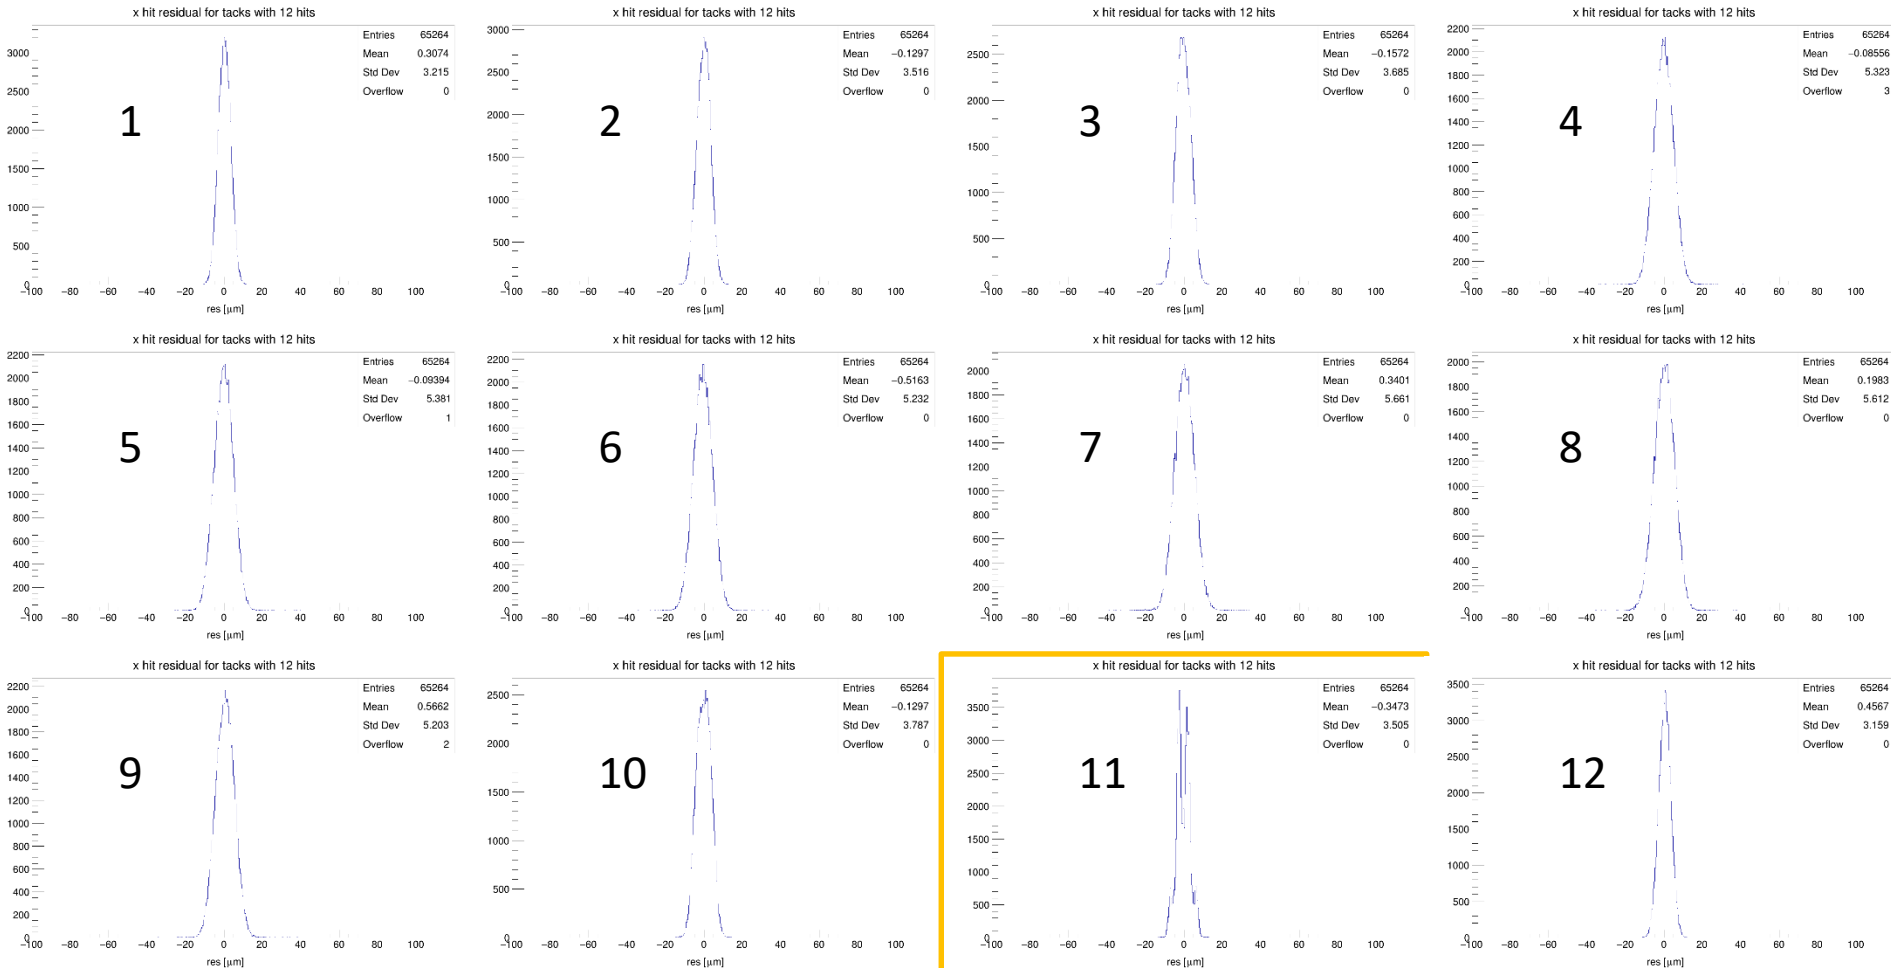 x hit residual for tacks with 12 hits
Entries 65264
Mean 0.3074
Std Dev 3.215
Overflow 0
1
3000
2500
2000
1500
1000
500
0
−100 −80 −60 −40 −20 0 20 40 60 80 100
res [μm]
x hit residual for tacks with 12 hits
Entries 65264
Mean −0.1297
Std Dev 3.516
Overflow 0
2
3000
2500
2000
1500
1000
500
0
−100 −80 −60 −40 −20 0 20 40 60 80 100
res [μm]
x hit residual for tacks with 12 hits
Entries 65264
Mean −0.1572
Std Dev 3.685
Overflow 0
3
2500
2000
1500
1000
500
0
−100 −80 −60 −40 −20 0 20 40 60 80 100
res [μm]
x hit residual for tacks with 12 hits
Entries 65264
Mean −0.08556
Std Dev 5.323
Overflow 3
4
2200
2000
1800
1600
1400
1200
1000
800
600
400
200
0
−100 −80 −60 −40 −20 0 20 40 60 80 100
res [μm]
x hit residual for tacks with 12 hits
Entries 65264
Mean −0.09394
Std Dev 5.381
Overflow 1
5
2200
2000
1800
1600
1400
1200
1000
800
600
400
200
0
−100 −80 −60 −40 −20 0 20 40 60 80 100
res [μm]
x hit residual for tacks with 12 hits
Entries 65264
Mean −0.5163
Std Dev 5.232
Overflow 0
6
2200
2000
1800
1600
1400
1200
1000
800
600
400
200
0
−100 −80 −60 −40 −20 0 20 40 60 80 100
res [μm]
x hit residual for tacks with 12 hits
Entries 65264
Mean 0.3401
Std Dev 5.661
Overflow 0
7
2000
1800
1600
1400
1200
1000
800
600
400
200
0
−100 −80 −60 −40 −20 0 20 40 60 80 100
res [μm]
x hit residual for tacks with 12 hits
Entries 65264
Mean 0.1983
Std Dev 5.612
Overflow 0
8
2000
1800
1600
1400
1200
1000
800
600
400
200
0
−100 −80 −60 −40 −20 0 20 40 60 80 100
res [μm]
x hit residual for tacks with 12 hits
Entries 65264
Mean 0.5662
Std Dev 5.203
Overflow 2
9
2200
2000
1800
1600
1400
1200
1000
800
600
400
200
0
−100 −80 −60 −40 −20 0 20 40 60 80 100
res [μm]
x hit residual for tacks with 12 hits
Entries 65264
Mean −0.1297
Std Dev 3.787
Overflow 0
10
2500
2000
1500
1000
500
0
−100 −80 −60 −40 −20 0 20 40 60 80 100
res [μm]
x hit residual for tacks with 12 hits
Entries 65264
Mean −0.3473
Std Dev 3.505
Overflow 0
11
3500
3000
2500
2000
1500
1000
500
0
−100 −80 −60 −40 −20 0 20 40 60 80 100
res [μm]
x hit residual for tacks with 12 hits
Entries 65264
Mean 0.4567
Std Dev 3.159
Overflow 0
12
3500
3000
2500
2000
1500
1000
500
0
−100 −80 −60 −40 −20 0 20 40 60 80 100
res [μm]